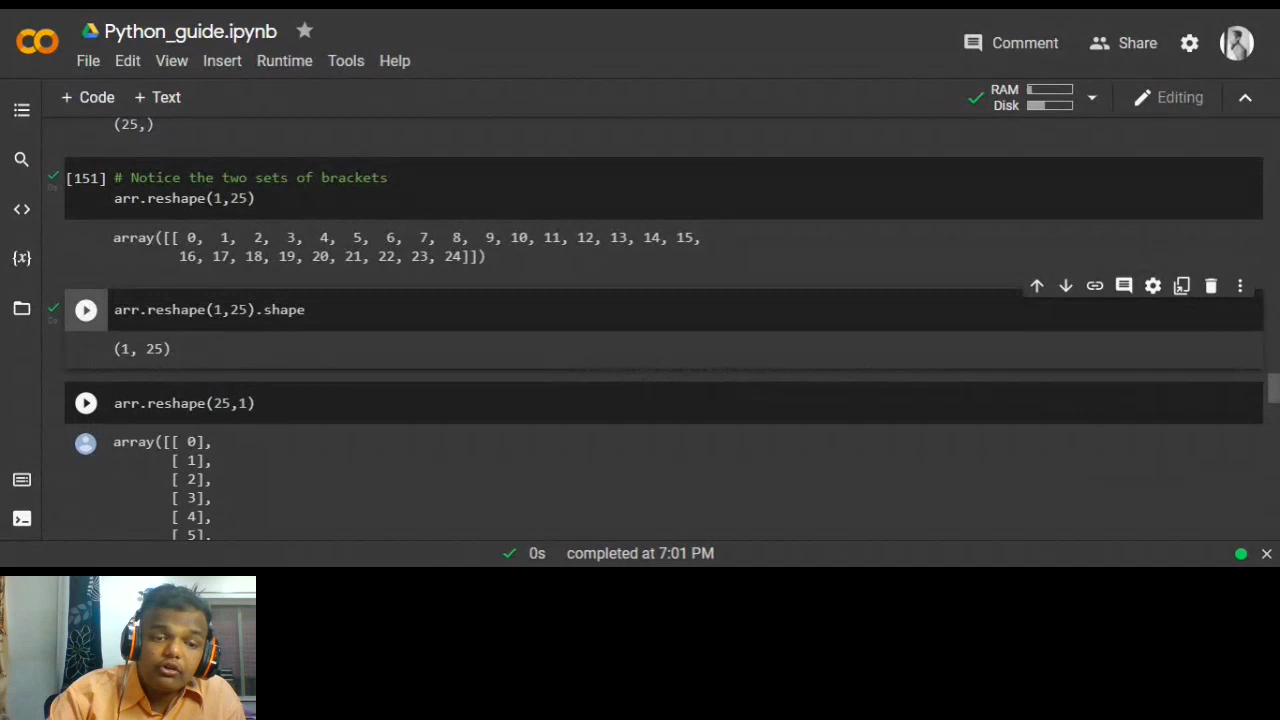 Python_guide.ipynb
File Edit View Insert Runtime Tools Help
Comment Share
+ Code + Text
RAM
Disk
Editing
(25,)
[151] # Notice the two sets of brackets
0s
arr.reshape(1,25)
array([[ 0, 1, 2, 3, 4, 5, 6, 7, 8, 9, 10, 11, 12, 13, 14, 15,
16, 17, 18, 19, 20, 21, 22, 23, 24]])
arr.reshape(1,25).shape
0s
(1, 25)
arr.reshape(25,1)
array([[ 0],
[ 1],
[ 2],
[ 3],
[ 4],
[ 5],
{x}
0s completed at 7:01 PM